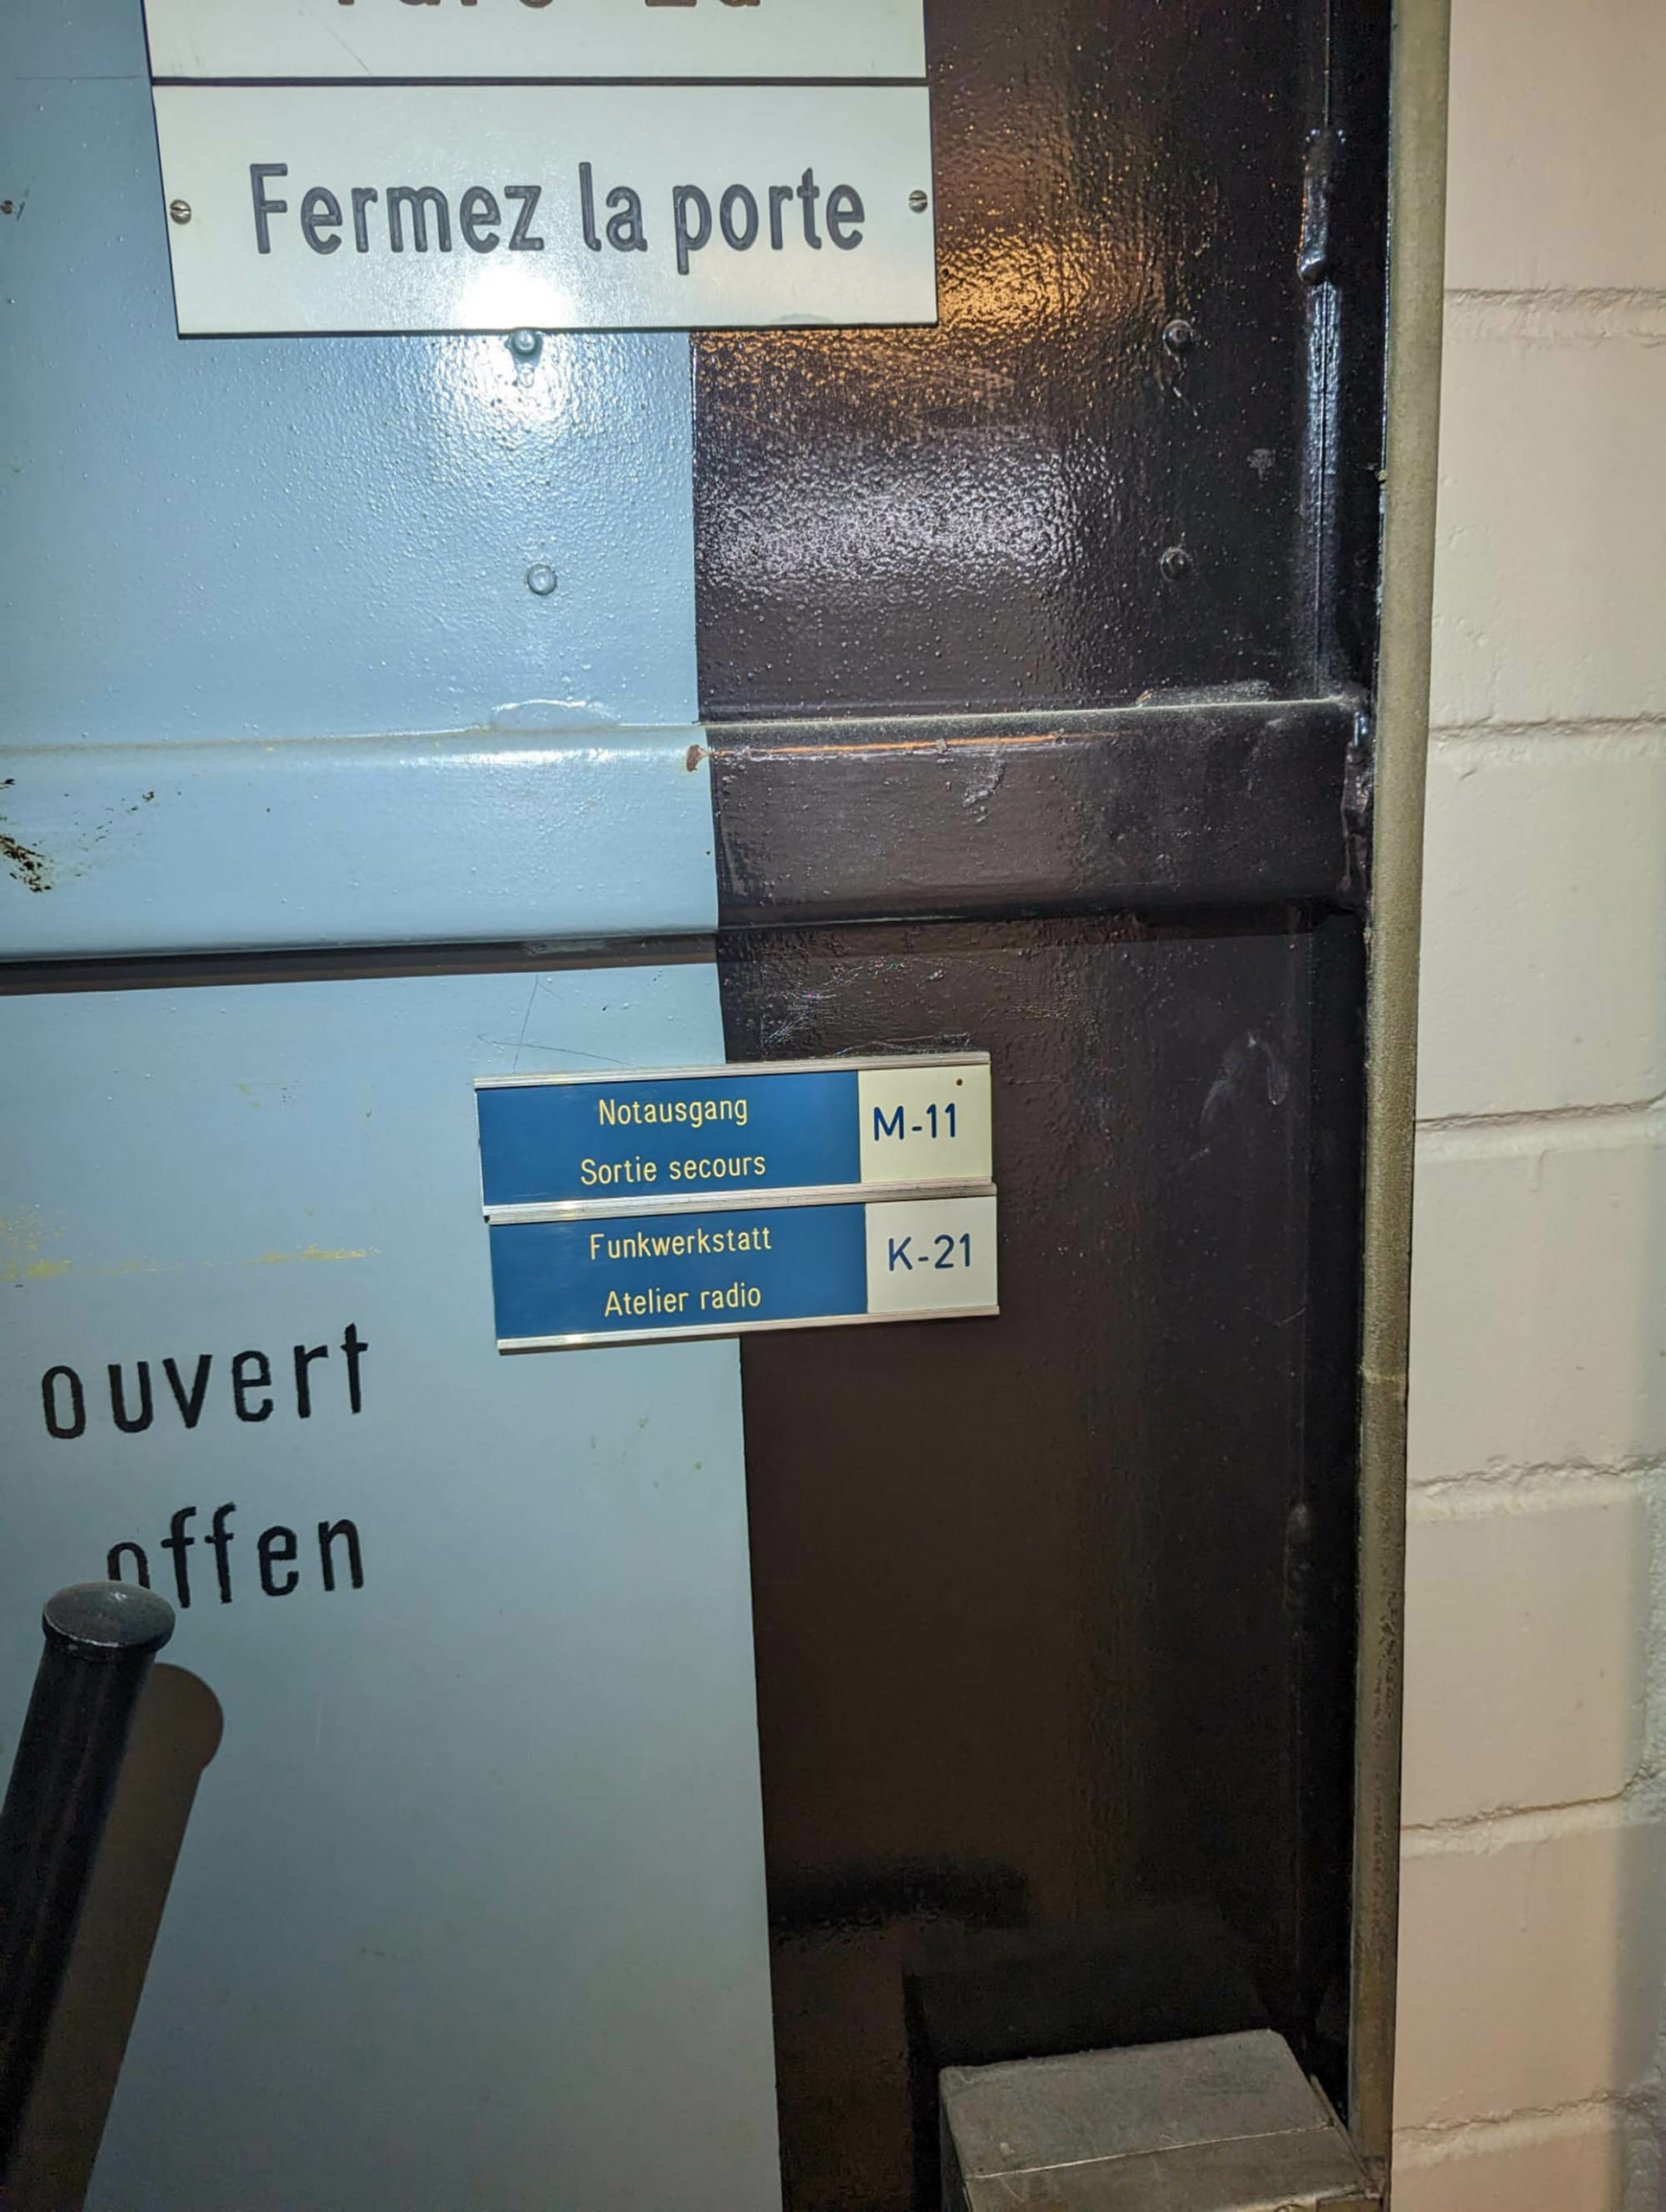 Fermez la porte
Notausgang
Sortie secours
M-11
Funkwerkstatt
Atelier radio
K-21
ouvert
offen